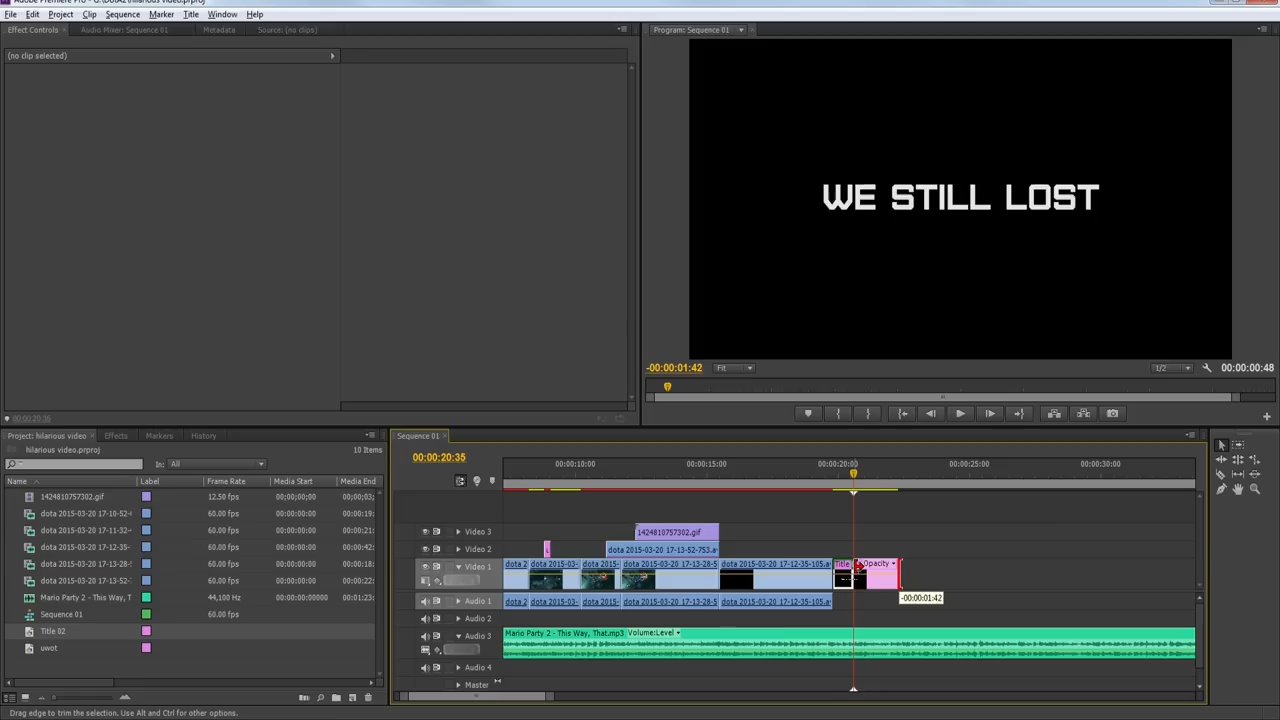 Adobe Premiere Pro - G:\Dota2\hilarious video.prproj
File Edit Project Clip Sequence Marker Title Window Help
Effect Controls Audio Mixer: Sequence 01 Metadata Source: (no clips)
Program: Sequence 01
(no clip selected)
WE STILL LOST
-00:00:01:42 Fit 1/2 00:00:00:48
00:00:20:35
Project: hilarious video Effects Markers History
hilarious video.prproj 10 Items
In: All
Name Label Frame Rate Media Start Media End
1424810757302.gif 12.50 fps 00;00;00;00 00;00;03;
dota 2015-03-20 17-10-52- 60.00 fps 00:00:00:00 00:00:19:
dota 2015-03-20 17-11-32- 60.00 fps 00:00:00:00 00:00:21:
dota 2015-03-20 17-12-35- 60.00 fps 00:00:00:00 00:00:42:
dota 2015-03-20 17-13-28- 60.00 fps 00:00:00:00 00:00:22:
dota 2015-03-20 17-13-52- 60.00 fps 00:00:00:00 00:00:21:
Mario Party 2 - This Way, T 44,100 Hz 00:00:00:00000 00:01:23:
Sequence 01 60.00 fps
Title 02
uwot
Sequence 01
00:00:20:35
00:00:10:00 00:00:15:00 00:00:20:00 00:00:25:00 00:00:30:00
Video 3 1424810757302.gif
Video 2 dota 2015-03-20 17-13-52-753.a
Video 1 dota 2 dota 2015-03- dota 2015- dota 2015-03-20 17-13-28-5 dota 2015-03-20 17-12-35-105.a Title Opacity
-00:00:01:42
Audio 1 dota 2 dota 2015-03- dota 2015- dota 2015-03-20 17-13-28-5 dota 2015-03-20 17-12-35-105.a
Audio 2
Audio 3 Mario Party 2 - This Way, That.mp3 Volume:Level
Audio 4
Master
Drag edge to trim the selection. Use Alt and Ctrl for other options.